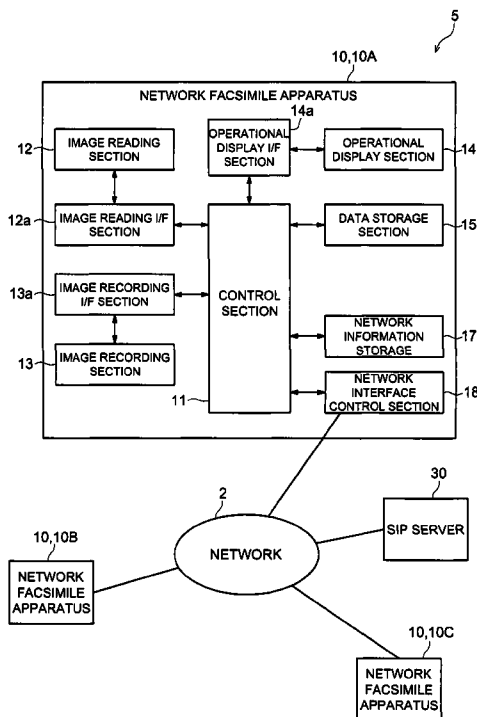 5
10,10A
NETWORK FACSIMILE APPARATUS
14a
12
IMAGE READING
SECTION
OPERATIONAL
DISPLAY I/F
SECTION
OPERATIONAL
DISPLAY SECTION
14
12a
IMAGE READING I/F
SECTION
DATA STORAGE
SECTION
15
13a
IMAGE RECORDING
I/F SECTION
CONTROL
SECTION
NETWORK
INFORMATION
STORAGE
17
13
IMAGE RECORDING
SECTION
11
NETWORK
INTERFACE
CONTROL SECTION
18
2
NETWORK
30
SIP SERVER
10,10B
NETWORK
FACSIMILE
APPARATUS
10,10C
NETWORK
FACSIMILE
APPARATUS